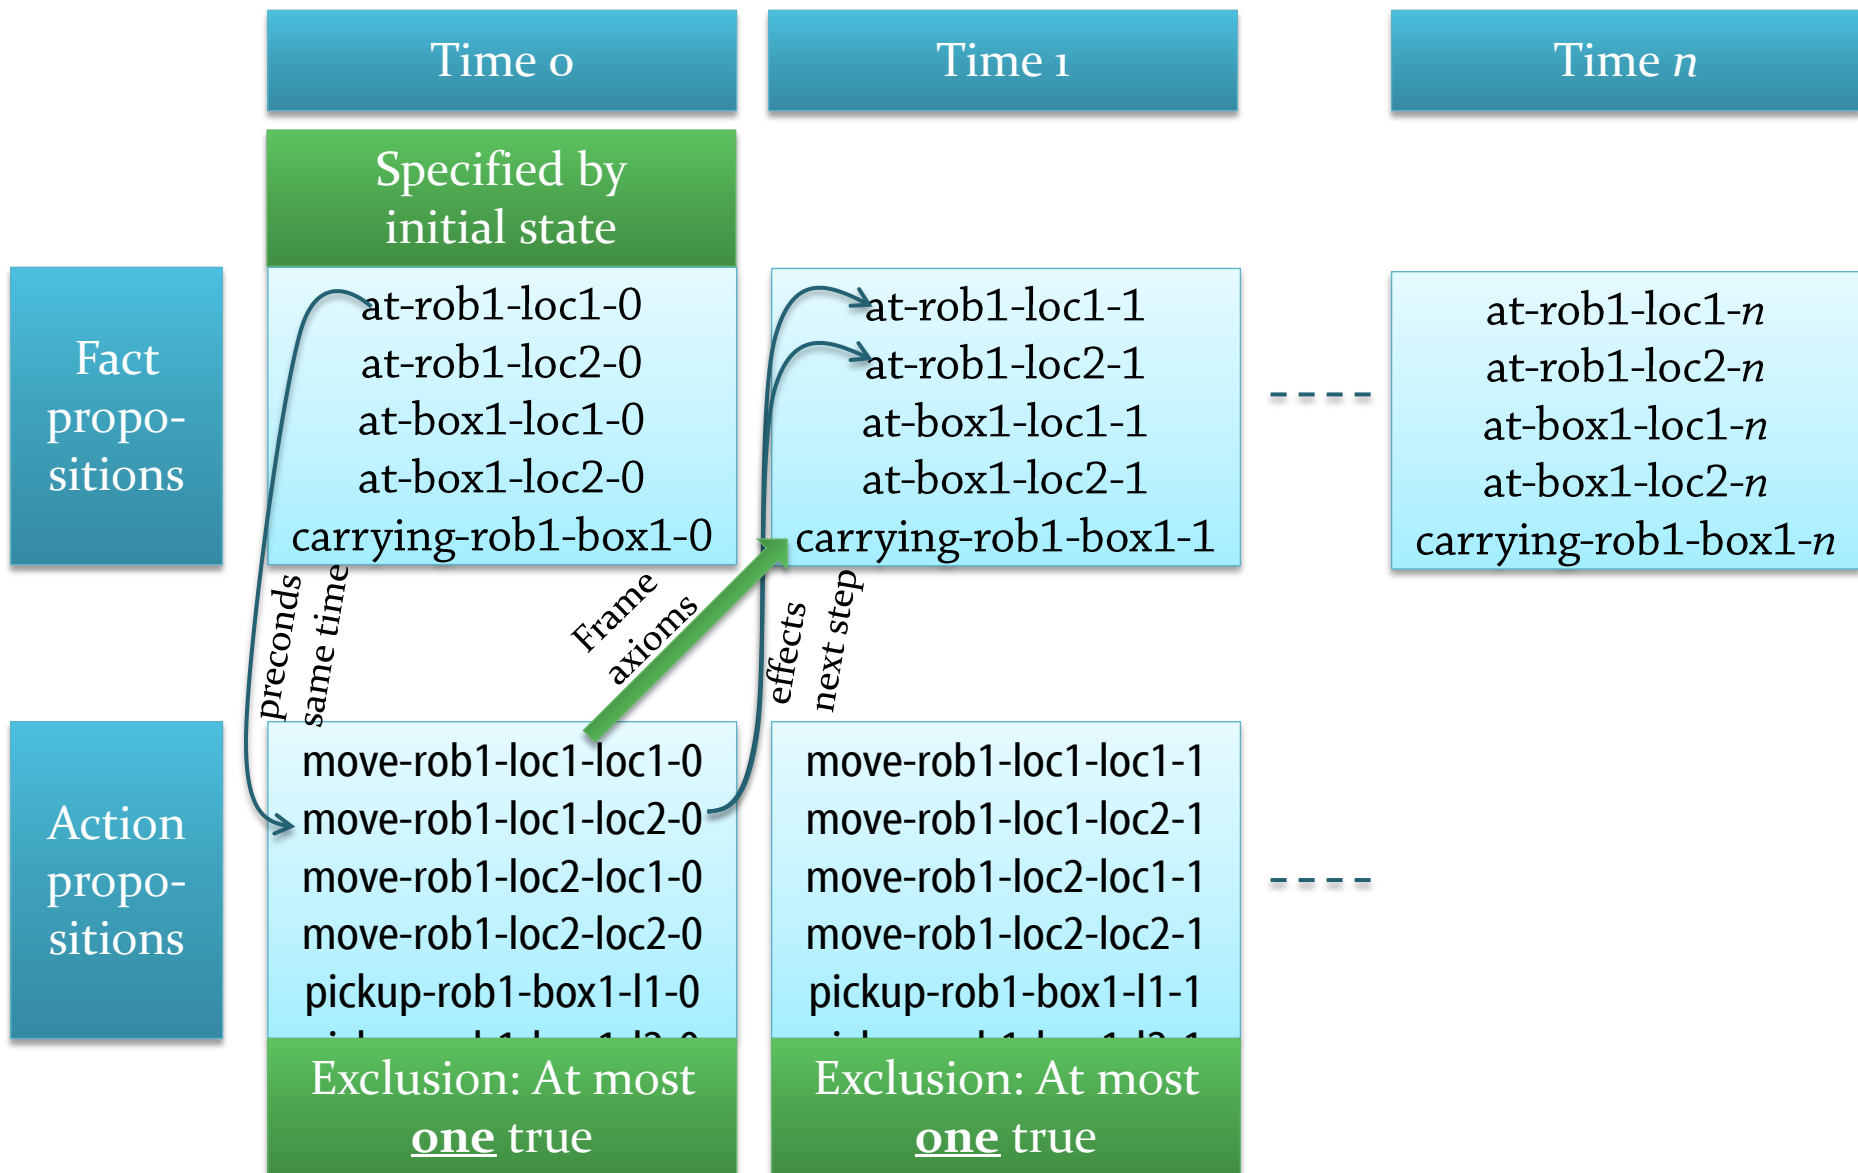 Time 0
Time 1
Time n
Specified by
initial state
Fact
propo-
sitions
at-rob1-loc1-0
at-rob1-loc2-0
at-box1-loc1-0
at-box1-loc2-0
carrying-rob1-box1-0
at-rob1-loc1-1
at-rob1-loc2-1
at-box1-loc1-1
at-box1-loc2-1
carrying-rob1-box1-1
at-rob1-loc1-n
at-rob1-loc2-n
at-box1-loc1-n
at-box1-loc2-n
carrying-rob1-box1-n
preconds
same time
Frame
axioms
effects
next step
Action
propo-
sitions
move-rob1-loc1-loc1-0
move-rob1-loc1-loc2-0
move-rob1-loc2-loc1-0
move-rob1-loc2-loc2-0
pickup-rob1-box1-l1-0
Exclusion: At most
one true
move-rob1-loc1-loc1-1
move-rob1-loc1-loc2-1
move-rob1-loc2-loc1-1
move-rob1-loc2-loc2-1
pickup-rob1-box1-l1-1
Exclusion: At most
one true